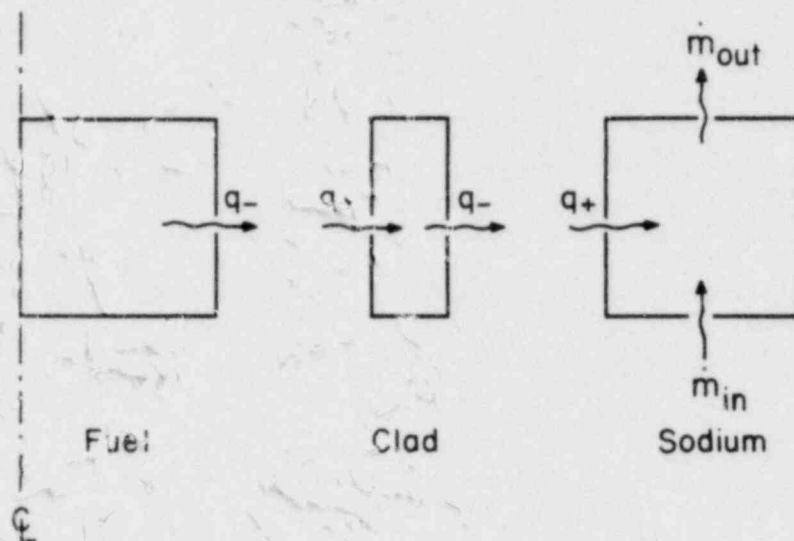 ṁout
q- q- q+
ṁin
Fuel Clad Sodium
℄